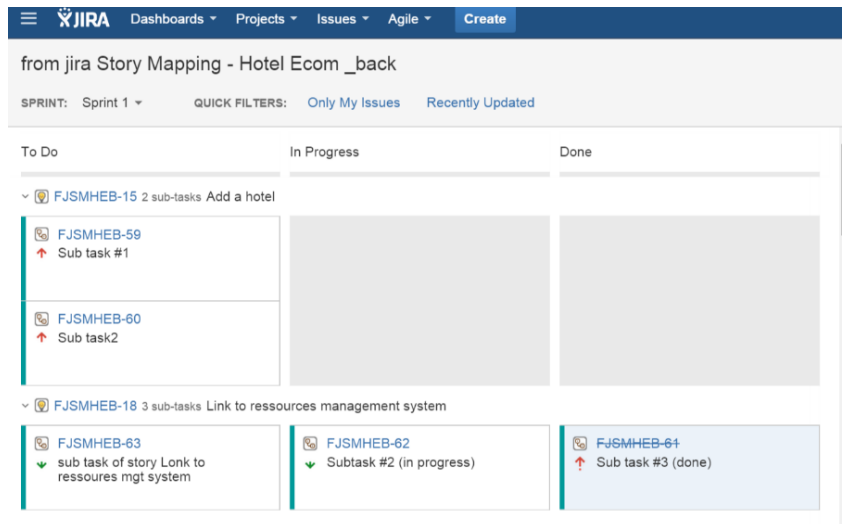 JIRA Dashboards Projects Issues Agile Create
from jira Story Mapping - Hotel Ecom _back
SPRINT: Sprint 1 QUICK FILTERS: Only My Issues Recently Updated
To Do In Progress Done
FJSMHEB-15 2 sub-tasks Add a hotel
FJSMHEB-59
Sub task #1
FJSMHEB-60
Sub task2
FJSMHEB-18 3 sub-tasks Link to ressources management system
FJSMHEB-63
sub task of story Lonk to
ressoures mgt system
FJSMHEB-62
Subtask #2 (in progress)
FJSMHEB-61
Sub task #3 (done)